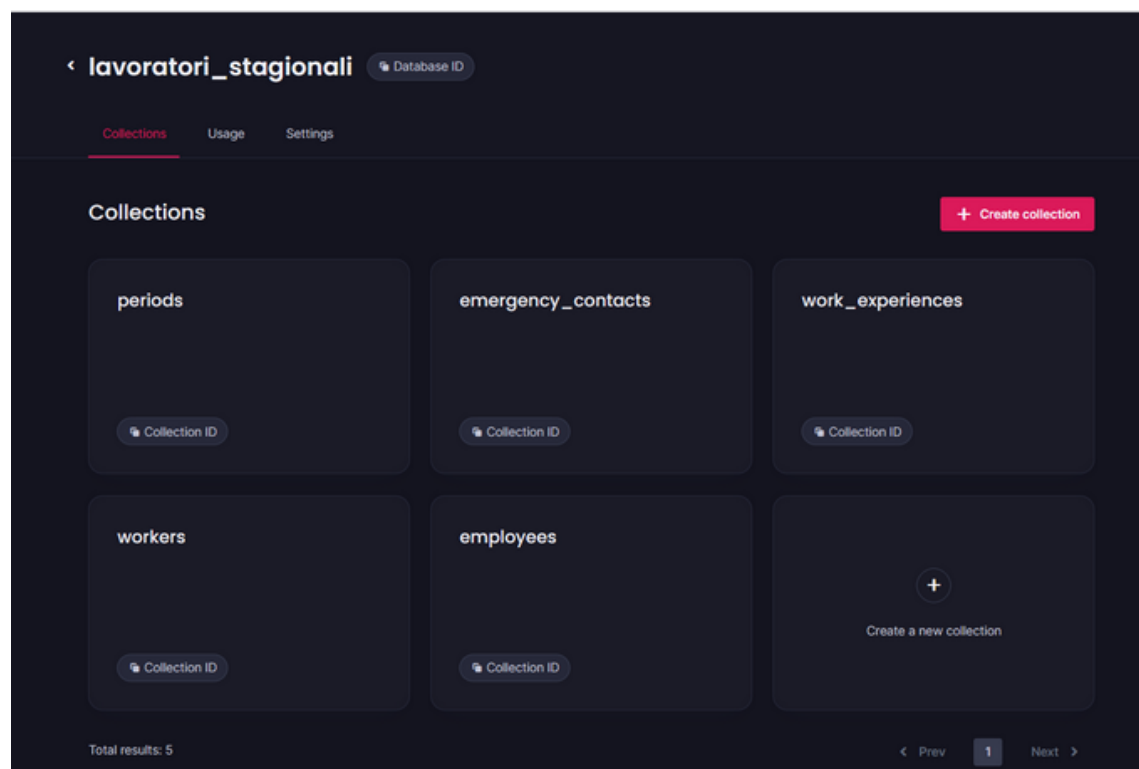 lavoratori_stagionali Database ID
Collections Usage Settings
Collections
+ Create collection
periods
emergency_contacts
work_experiences
Collection ID
Collection ID
Collection ID
workers
employees
+
Create a new collection
Collection ID
Collection ID
Total results: 5
< Prev 1 Next >